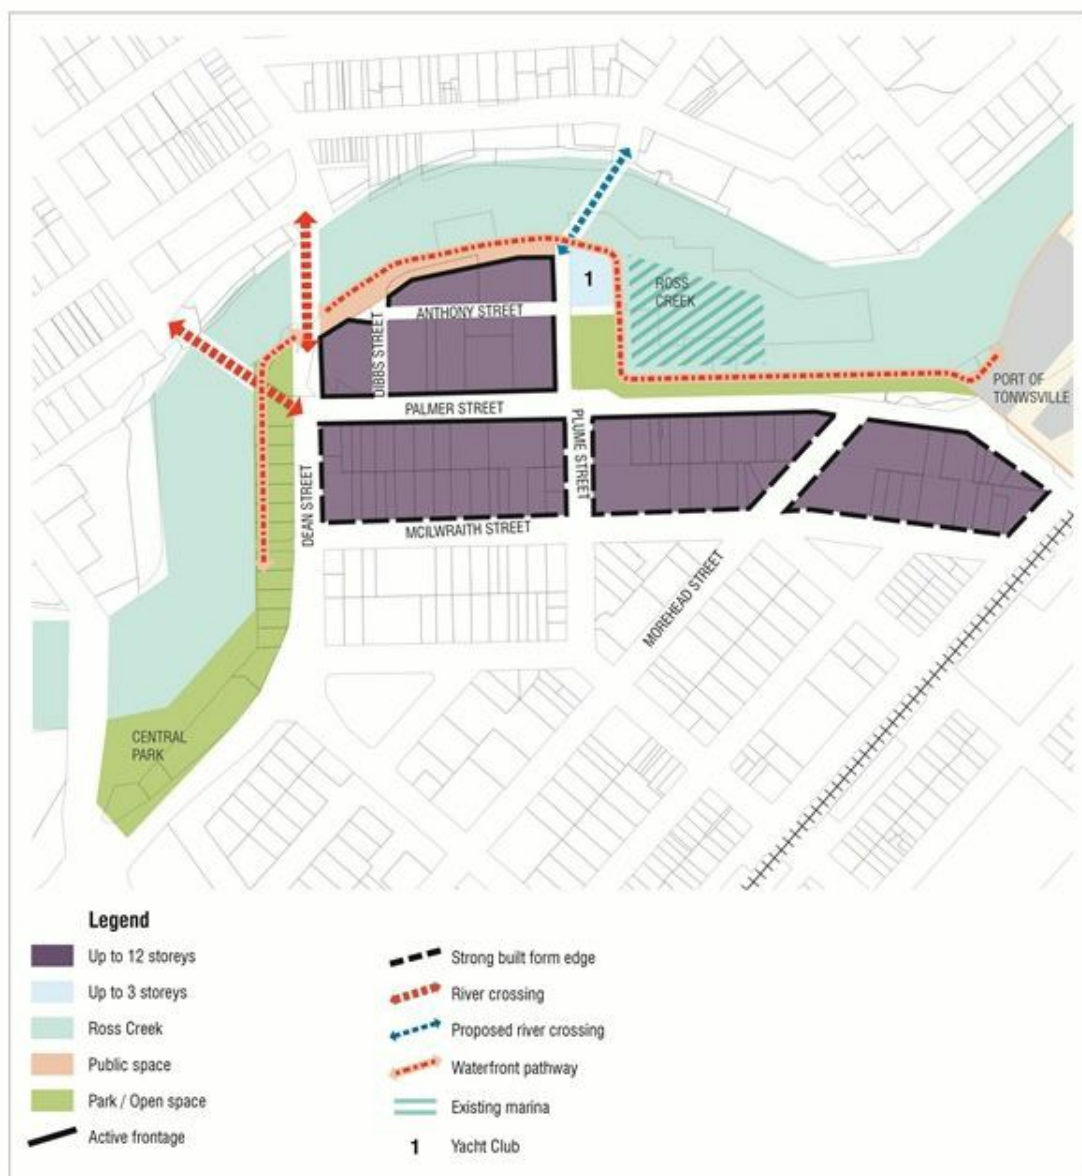 1
ROSS
CREEK
ANTHONY STREET
DIBBS STREET
PORT OF
TONWSVILLE
PALMER STREET
PLUME STREET
DEAN STREET
MCILWRAITH STREET
MOREHEAD STREET
CENTRAL
PARK
Legend
Up to 12 storeys
Up to 3 storeys
Ross Creek
Public space
Park / Open space
Active frontage
Strong built form edge
River crossing
Proposed river crossing
Waterfront pathway
Existing marina
1 Yacht Club